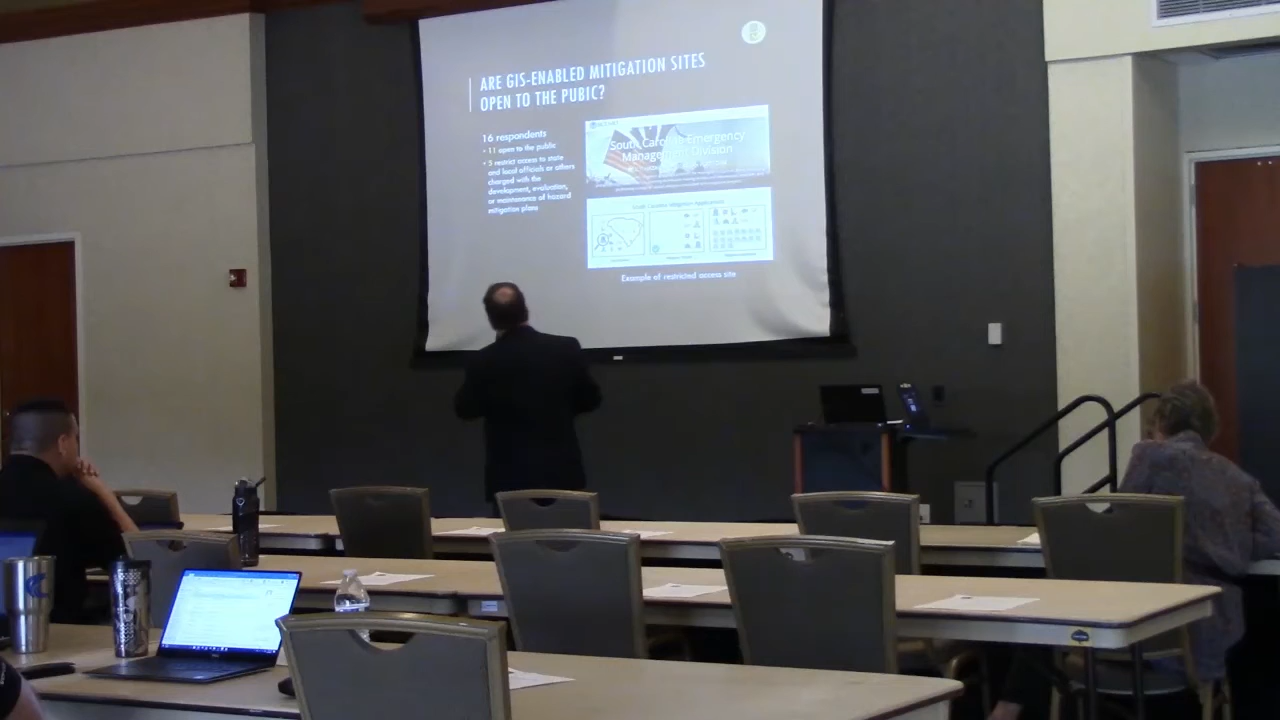 ARE GIS-ENABLED MITIGATION SITES
OPEN TO THE PUBIC?
16 respondents
• 11 open to the public
• 5 restrict access to state
and local officials or others
charged with the
development, evaluation,
or maintenance of hazard
mitigation plans
South Carolina Emergency
Management Division
South Carolina Mitigation Applications
Example of restricted access site